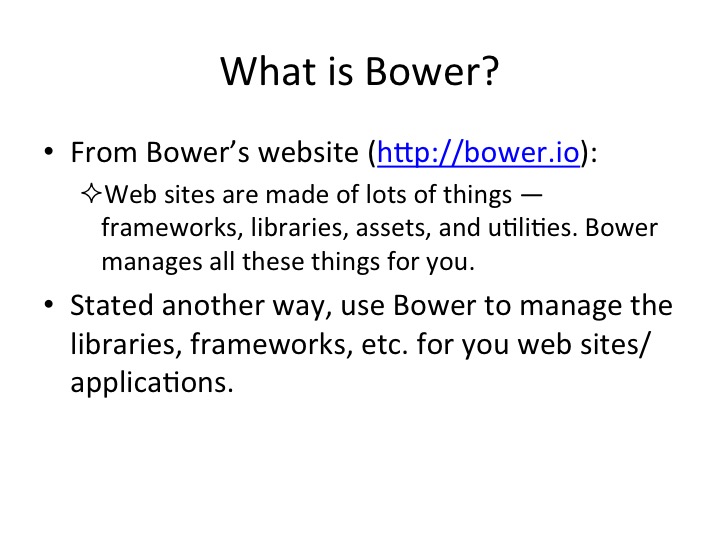 What is Bower?
• From Bower’s website (http://bower.io):
✧Web sites are made of lots of things —
frameworks, libraries, assets, and utilities. Bower
manages all these things for you.
• Stated another way, use Bower to manage the
libraries, frameworks, etc. for you web sites/
applications.